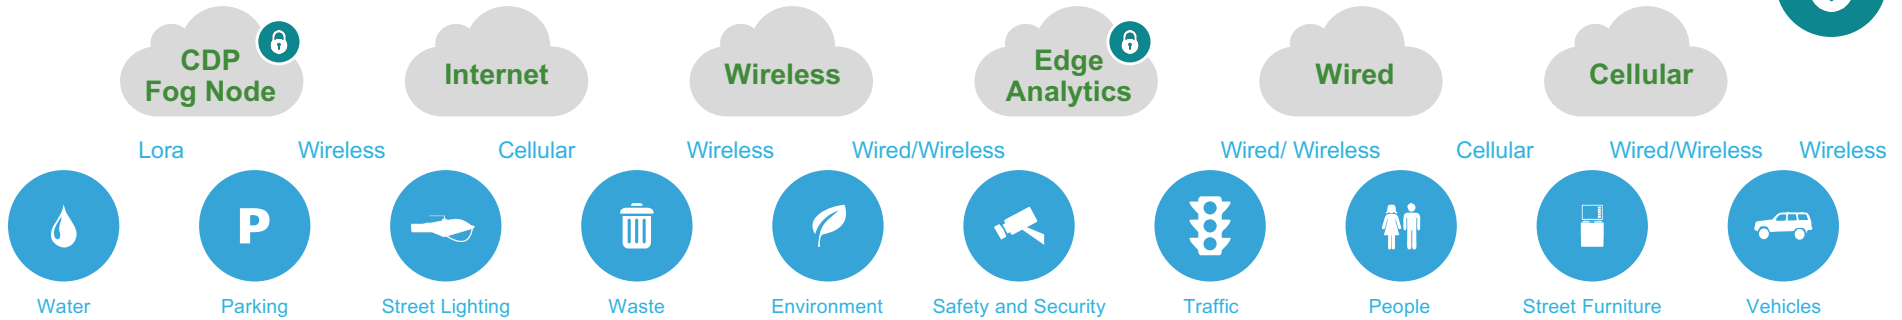 CDP
Fog Node
Internet
Wireless
Edge
Analytics
Wired
Cellular
Lora
Wireless
Cellular
Wireless
Wired/Wireless
Wired/ Wireless
Cellular
Wired/Wireless
Wireless
P
Water
Parking
Street Lighting
Waste
Environment
Safety and Security
Traffic
People
Street Furniture
Vehicles